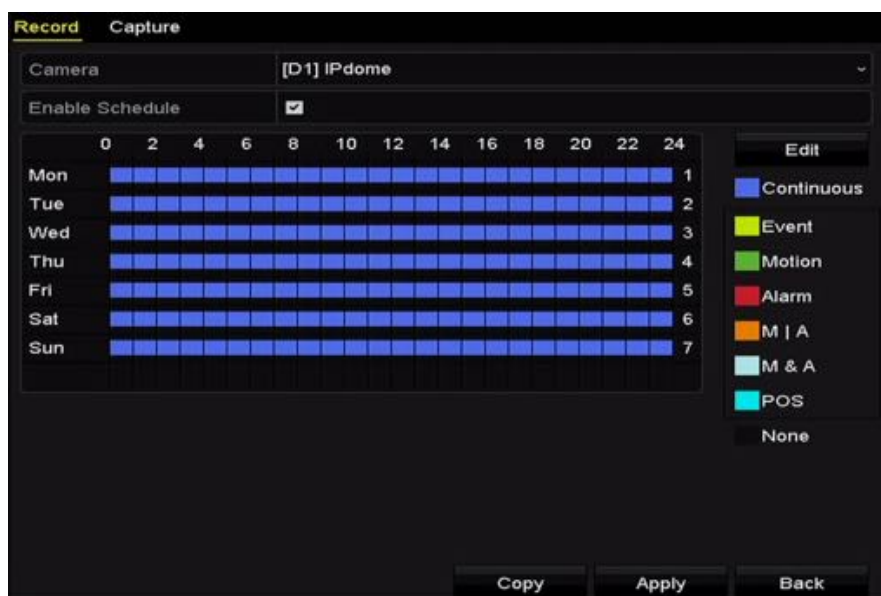 Record Capture
Camera [D1] IPdome
Enable Schedule
0 2 4 6 8 10 12 14 16 18 20 22 24
Edit
Mon 1
Continuous
Tue 2
Wed 3
Event
Thu 4
Motion
Fri 5
Alarm
Sat 6
M | A
Sun 7
M & A
POS
None
Copy Apply Back